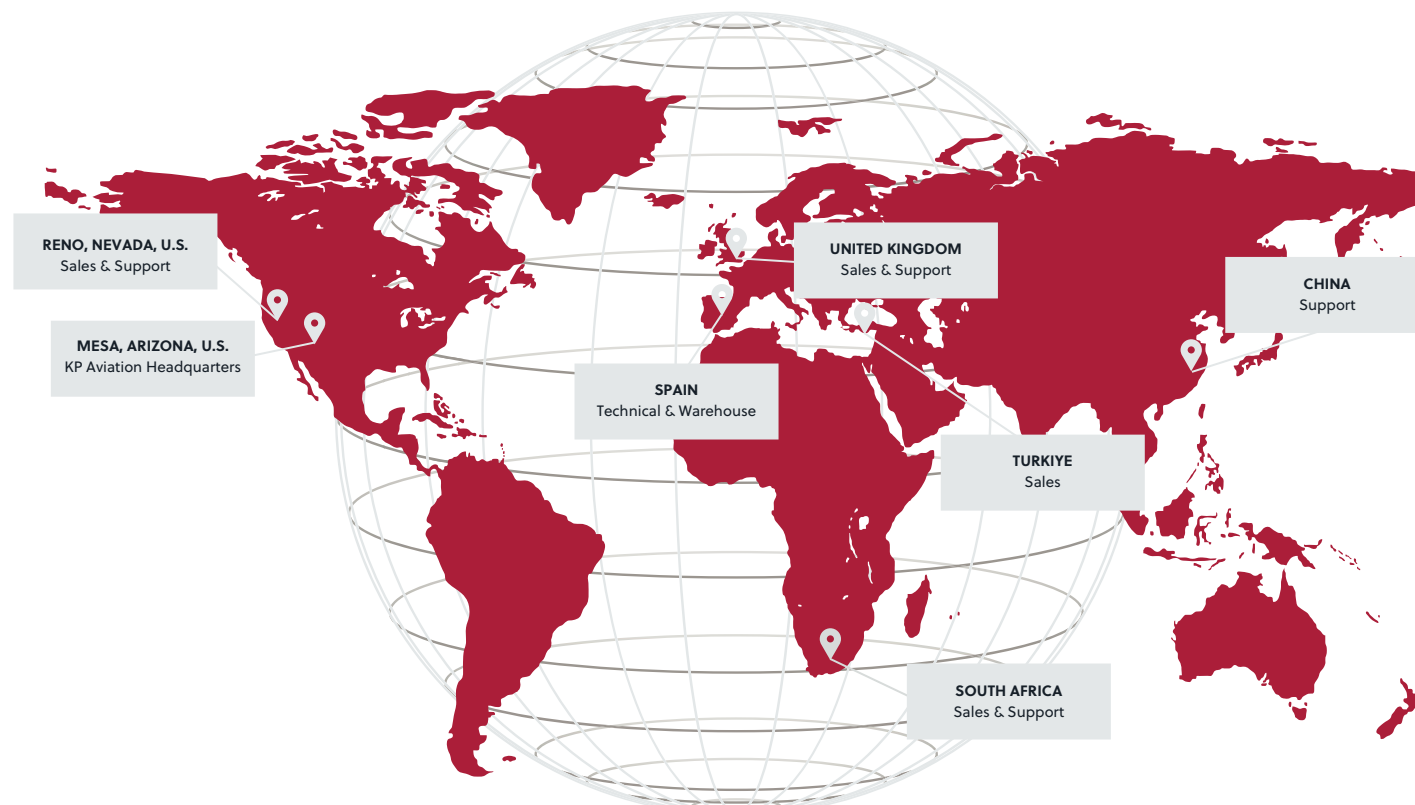 RENO, NEVADA, U.S.
Sales & Support
MESA, ARIZONA, U.S.
KP Aviation Headquarters
UNITED KINGDOM
Sales & Support
CHINA
Support
SPAIN
Technical & Warehouse
TURKIYE
Sales
SOUTH AFRICA
Sales & Support